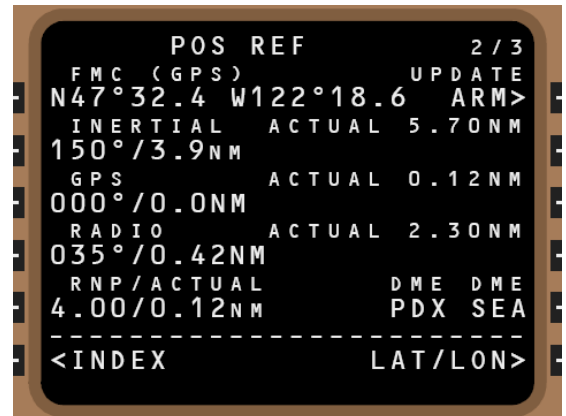 POS REF 2/3
FMC (GPS) UPDATE
N47°32.4 W122°18.6 ARM>
INERTIAL ACTUAL 5.70NM
150°/3.9NM
GPS ACTUAL 0.12NM
000°/0.0NM
RADIO ACTUAL 2.30NM
035°/0.42NM
RNP/ACTUAL DME DME
4.00/0.12NM PDX SEA
--------------------------
<INDEX LAT/LON>